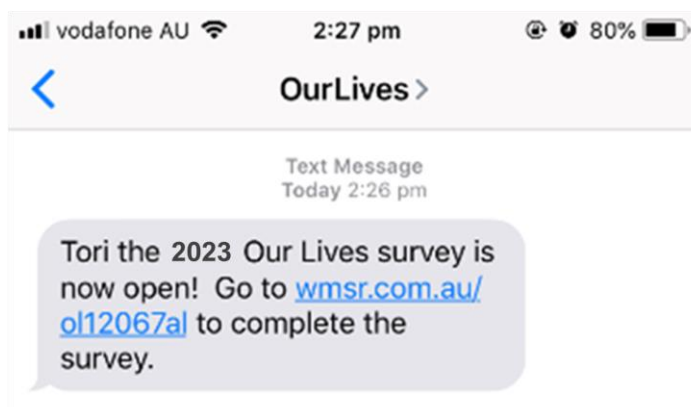 vodafone AU 2:27 pm 80%
OurLives
Text Message
Today 2:26 pm
Tori the 2023 Our Lives survey is
now open!  Go to wmsr.com.au/
ol12067al to complete the
survey.